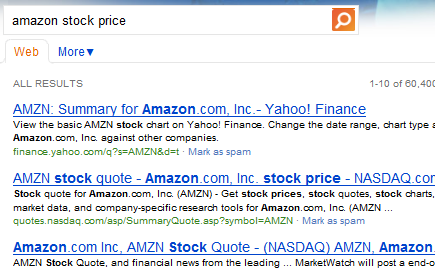 amazon stock price
Web More▼
ALL RESULTS 1-10 of 60,400
AMZN: Summary for Amazon.com, Inc.- Yahoo! Finance
View the basic AMZN stock chart on Yahoo! Finance. Change the date range, chart type a
Amazon.com, Inc. against other companies.
finance.yahoo.com/q?s=AMZN&d=t · Mark as spam
AMZN stock quote - Amazon.com, Inc. stock price - NASDAQ.com
Stock quote for Amazon.com, Inc. (AMZN) - Get stock prices, stock quotes, stock charts,
market data, and company-specific research tools for Amazon.com, Inc. (AMZN ...
quotes.nasdaq.com/asp/SummaryQuote.asp?symbol=AMZN · Mark as spam
Amazon.com Inc, AMZN Stock Quote - (NASDAQ) AMZN, Amazon.
AMZN Stock Quote, and financial news from the leading ... MarketWatch will post a end-o